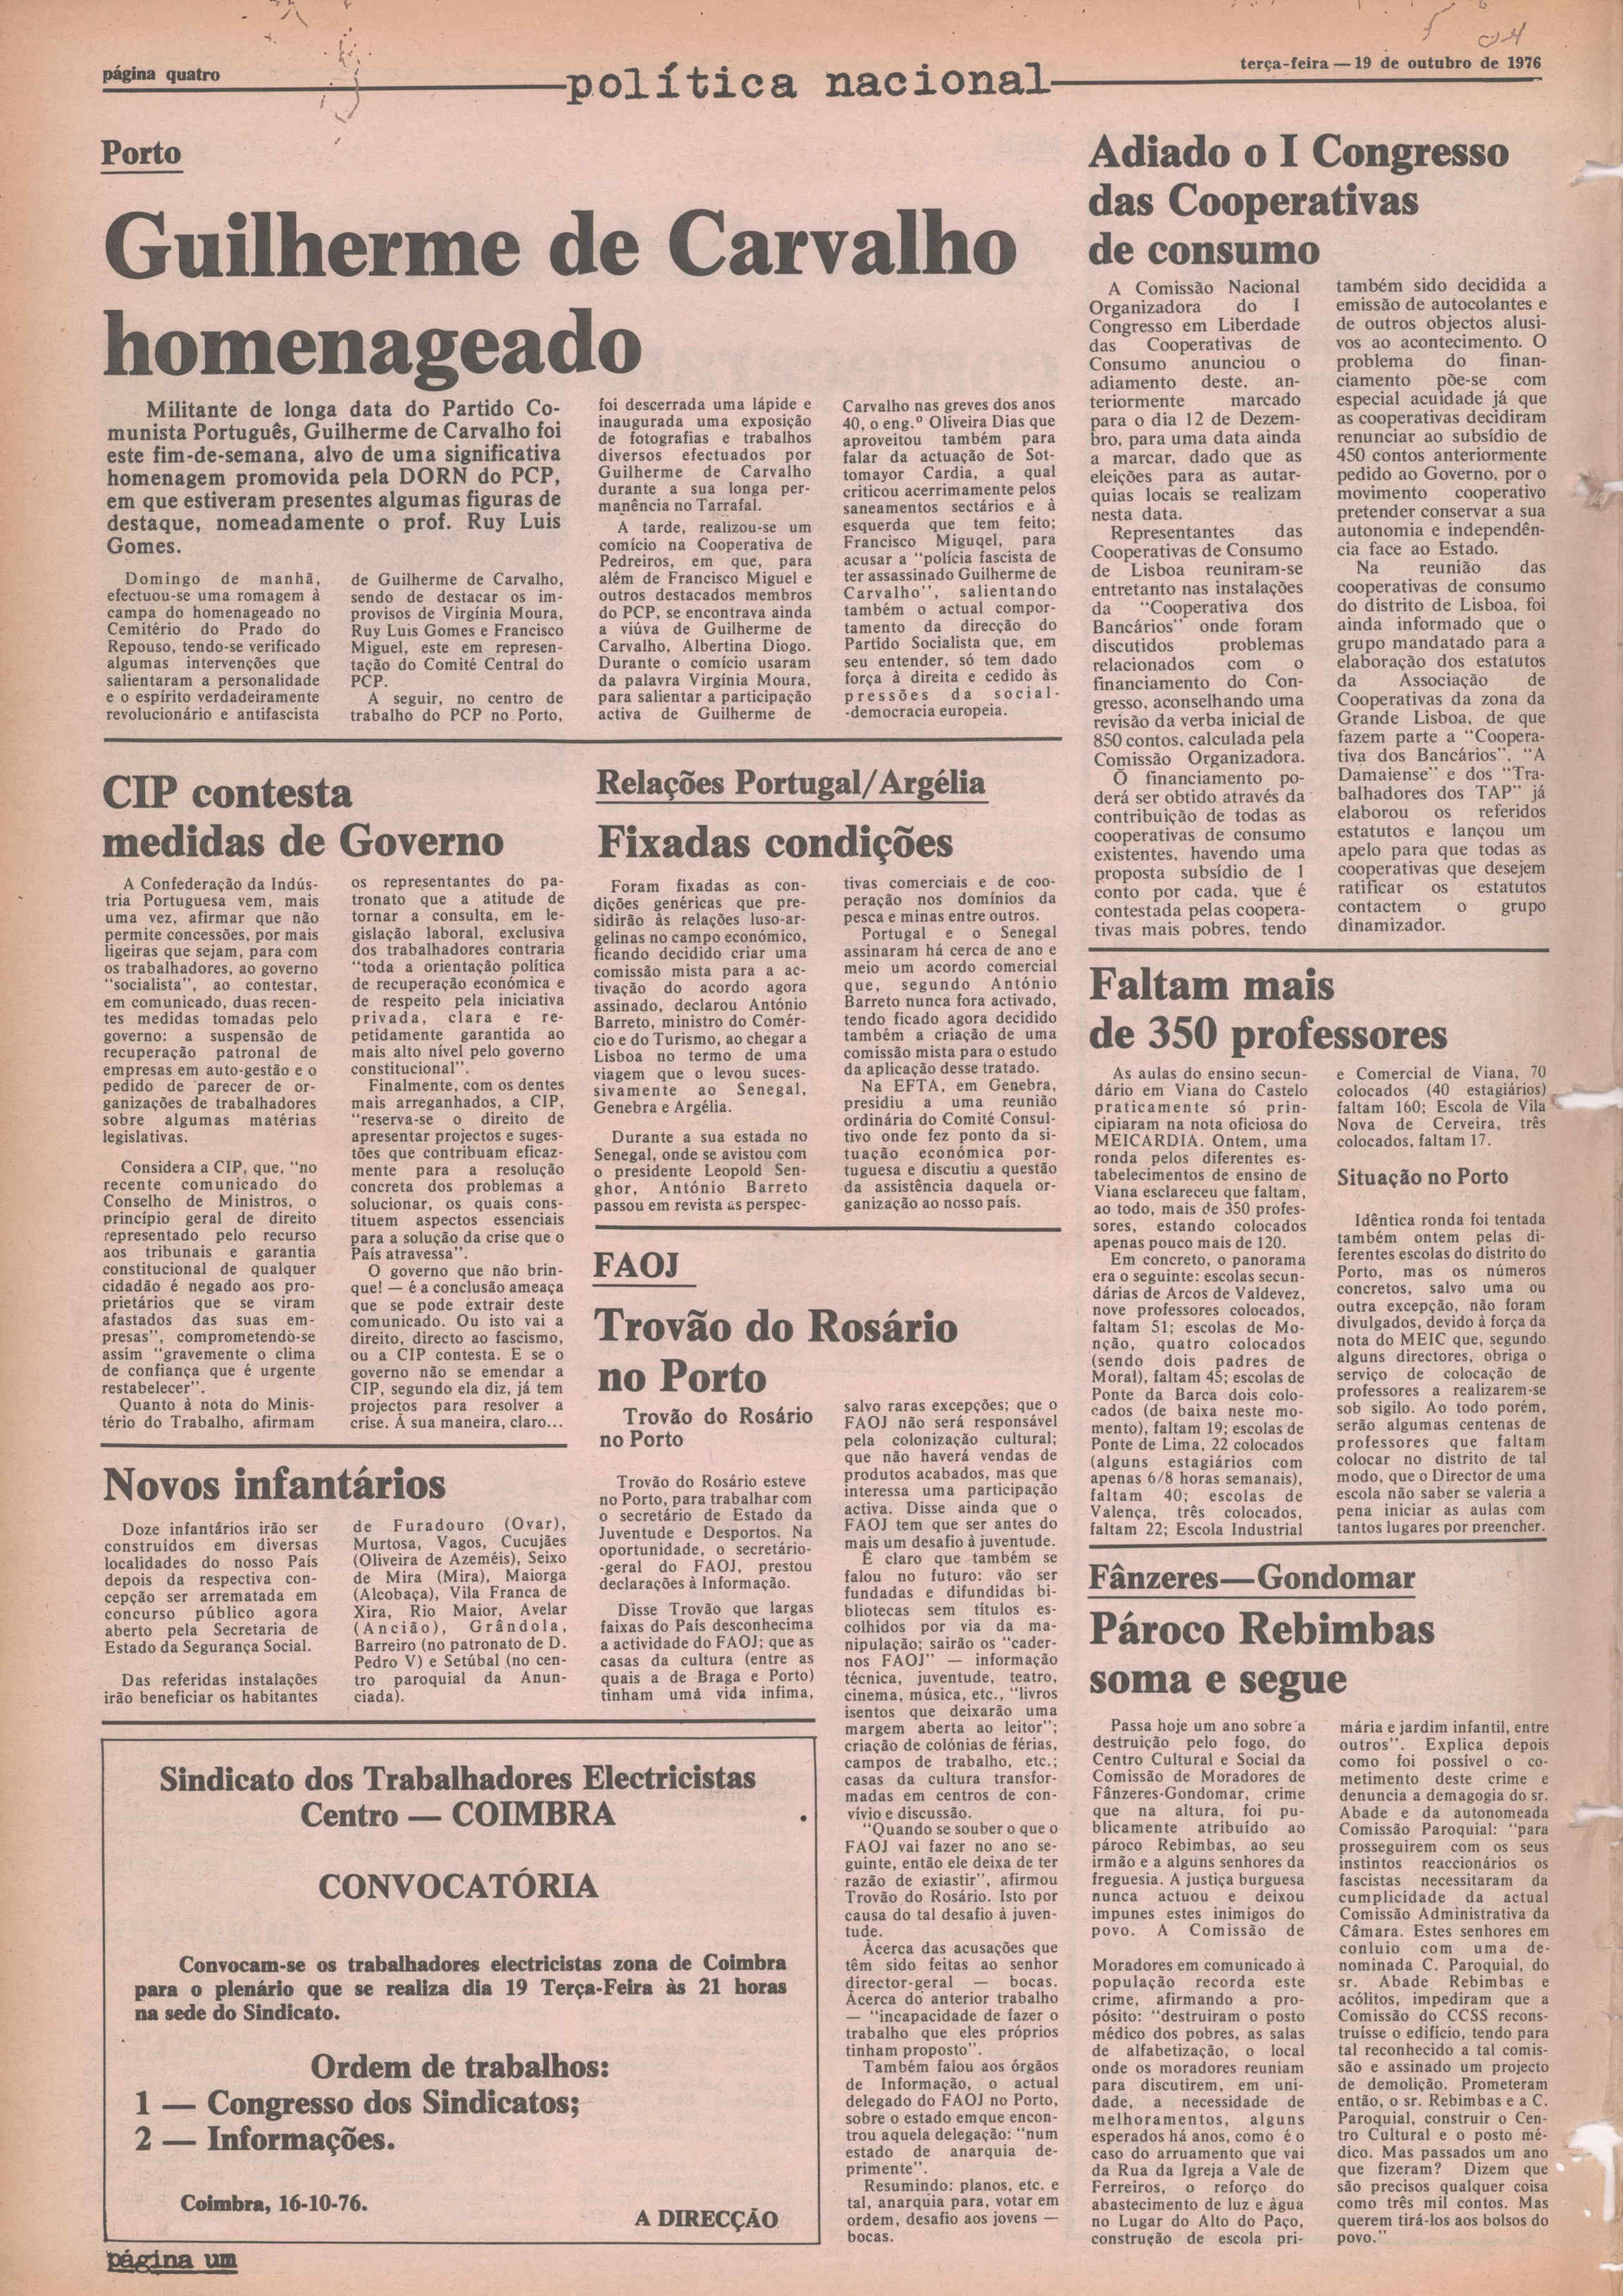 página quatro
política nacional
terça-feira — 19 de outubro de 1976
Porto
Guilherme de Carvalho
homenageado
Militante de longa data do Partido Co-
munista Português, Guilherme de Carvalho foi
este fim-de-semana, alvo de uma significativa
homenagem promovida pela DORN do PCP,
em que estiveram presentes algumas figuras de
destaque, nomeadamente o prof. Ruy Luis
Gomes.
Domingo de manhã,
efectuou-se uma romagem à
campa do homenageado no
Cemitério do Prado do
Repouso, tendo-se verificado
algumas intervenções que
salientaram a personalidade
e o espírito verdadeiramente
revolucionário e antifascista
de Guilherme de Carvalho,
sendo de destacar os im-
provisos de Virgínia Moura,
Ruy Luis Gomes e Francisco
Miguel, este em represen-
tação do Comité Central do
PCP.
A seguir, no centro de
trabalho do PCP no Porto,
foi descerrada uma lápide e
inaugurada uma exposição
de fotografias e trabalhos
diversos efectuados por
Guilherme de Carvalho
durante a sua longa per-
manência no Tarrafal.
A tarde, realizou-se um
comício na Cooperativa de
Pedreiros, em que, para
além de Francisco Miguel e
outros destacados membros
do PCP, se encontrava ainda
a viúva de Guilherme de
Carvalho, Albertina Diogo.
Durante o comício usaram
da palavra Virgínia Moura,
para salientar a participação
activa de Guilherme de
Carvalho nas greves dos anos
40, o eng.º Oliveira Dias que
aproveitou também para
falar da actuação de Sot-
tomayor Cardia, a qual
criticou acerrimamente pelos
saneamentos sectários e à
esquerda que tem feito;
Francisco Miguqel, para
acusar a "polícia fascista de
ter assassinado Guilherme de
Carvalho", salientando
também o actual compor-
tamento da direcção do
Partido Socialista que, em
seu entender, só tem dado
força à direita e cedido às
pressões da social-
-democracia europeia.
Adiado o I Congresso
das Cooperativas
de consumo
A Comissão Nacional
Organizadora do I
Congresso em Liberdade
das Cooperativas de
Consumo anunciou o
adiamento deste, an-
teriormente marcado
para o dia 12 de Dezem-
bro, para uma data ainda
a marcar, dado que as
eleições para as autar-
quias locais se realizam
nesta data.
Representantes das
Cooperativas de Consumo
de Lisboa reuniram-se
entretanto nas instalações
da "Cooperativa dos
Bancários" onde foram
discutidos problemas
relacionados com o
financiamento do Con-
gresso, aconselhando uma
revisão da verba inicial de
850 contos, calculada pela
Comissão Organizadora.
O financiamento po-
derá ser obtido através da
contribuição de todas as
cooperativas de consumo
existentes, havendo uma
proposta subsídio de 1
conto por cada, que é
contestada pelas coopera-
tivas mais pobres, tendo
também sido decidida a
emissão de autocolantes e
de outros objectos alusi-
vos ao acontecimento. O
problema do finan-
ciamento põe-se com
especial acuidade já que
as cooperativas decidiram
renunciar ao subsídio de
450 contos anteriormente
pedido ao Governo, por o
movimento cooperativo
pretender conservar a sua
autonomia e independên-
cia face ao Estado.
Na reunião das
cooperativas de consumo
do distrito de Lisboa, foi
ainda informado que o
grupo mandatado para a
elaboração dos estatutos
da Associação de
Cooperativas da zona da
Grande Lisboa, de que
fazem parte a "Coopera-
tiva dos Bancários", "A
Damaiense" e dos "Tra-
balhadores dos TAP" já
elaborou os referidos
estatutos e lançou um
apelo para que todas as
cooperativas que desejem
ratificar os estatutos
contactem o grupo
dinamizador.
CIP contesta
medidas de Governo
A Confederação da Indús-
tria Portuguesa vem, mais
uma vez, afirmar que não
permite concessões, por mais
ligeiras que sejam, para com
os trabalhadores, ao governo
"socialista", ao contestar,
em comunicado, duas recen-
tes medidas tomadas pelo
governo: a suspensão de
recuperação patronal de
empresas em auto-gestão e o
pedido de parecer de or-
ganizações de trabalhadores
sobre algumas matérias
legislativas.
Considera a CIP, que, "no
recente comunicado do
Conselho de Ministros, o
princípio geral de direito
representado pelo recurso
aos tribunais e garantia
constitucional de qualquer
cidadão é negado aos pro-
prietários que se viram
afastados das suas em-
presas", comprometendo-se
assim "gravemente o clima
de confiança que é urgente
restabelecer".
Quanto à nota do Minis-
tério do Trabalho, afirmam
os representantes do pa-
tronato que a atitude de
tornar a consulta, em le-
gislação laboral, exclusiva
dos trabalhadores contraria
"toda a orientação política
de recuperação económica e
de respeito pela iniciativa
privada, clara e re-
petidamente garantida ao
mais alto nível pelo governo
constitucional".
Finalmente, com os dentes
mais arreganhados, a CIP,
"reserva-se o direito de
apresentar projectos e suges-
tões que contribuam eficaz-
mente para a resolução
concreta dos problemas a
solucionar, os quais cons-
tituem aspectos essenciais
para a solução da crise que o
País atravessa".
O governo que não brin-
que! — é a conclusão ameaça
que se pode extrair deste
comunicado. Ou isto vai a
direito, directo ao fascismo,
ou a CIP contesta. E se o
governo não se emendar a
CIP, segundo ela diz, já tem
projectos para resolver a
crise. À sua maneira, claro...
Relações Portugal/Argélia
Fixadas condições
Foram fixadas as con-
dições genéricas que pre-
sidirão às relações luso-ar-
gelinas no campo económico,
ficando decidido criar uma
comissão mista para a ac-
tivação do acordo agora
assinado, declarou António
Barreto, ministro do Comér-
cio e do Turismo, ao chegar a
Lisboa no termo de uma
viagem que o levou suces-
sivamente ao Senegal,
Genebra e Argélia.
Durante a sua estada no
Senegal, onde se avistou com
o presidente Leopold Sen-
ghor, António Barreto
passou em revista as perspec-
tivas comerciais e de coo-
peração nos domínios da
pesca e minas entre outros.
Portugal e o Senegal
assinaram há cerca de ano e
meio um acordo comercial
que, segundo António
Barreto nunca fora activado,
tendo ficado agora decidido
também a criação de uma
comissão mista para o estudo
da aplicação desse tratado.
Na EFTA, em Genebra,
presidiu a uma reunião
ordinária do Comité Consul-
tivo onde fez ponto da si-
tuação económica por-
tuguesa e discutiu a questão
da assistência daquela or-
ganização ao nosso país.
Faltam mais
de 350 professores
As aulas do ensino secun-
dário em Viana do Castelo
praticamente só prin-
cipiaram na nota oficiosa do
MEICARDIA. Ontem, uma
ronda pelos diferentes es-
tabelecimentos de ensino de
Viana esclareceu que faltam,
ao todo, mais de 350 profes-
sores, estando colocados
apenas pouco mais de 120.
Em concreto, o panorama
era o seguinte: escolas secun-
dárias de Arcos de Valdevez,
nove professores colocados,
faltam 51; escolas de Mo-
nção, quatro colocados
(sendo dois padres de
Moral), faltam 45; escolas de
Ponte da Barca dois colo-
cados (de baixa neste mo-
mento), faltam 19; escolas de
Ponte de Lima, 22 colocados
(alguns estagiários com
apenas 6/8 horas semanais),
faltam 40; escolas de
Valença, três colocados,
faltam 22; Escola Industrial
e Comercial de Viana, 70
colocados (40 estagiários)
faltam 160; Escola de Vila
Nova de Cerveira, três
colocados, faltam 17.
Situação no Porto
Idêntica ronda foi tentada
também ontem pelas di-
ferentes escolas do distrito do
Porto, mas os números
concretos, salvo uma ou
outra excepção, não foram
divulgados, devido à força da
nota do MEIC que, segundo
alguns directores, obriga o
serviço de colocação de
professores a realizarem-se
sob sigilo. Ao todo porém,
serão algumas centenas de
professores que faltam
colocar no distrito de tal
modo, que o Director de uma
escola não saber se valeria a
pena iniciar as aulas com
tantos lugares por preencher.
FAOJ
Trovão do Rosário
no Porto
Trovão do Rosário
no Porto
Trovão do Rosário esteve
no Porto, para trabalhar com
o secretário de Estado da
Juventude e Desportos. Na
oportunidade, o secretário-
-geral do FAOJ, prestou
declarações à Informação.
Disse Trovão que largas
faixas do País desconhecima
a actividade do FAOJ; que as
casas da cultura (entre as
quais a de Braga e Porto)
tinham uma vida infima,
salvo raras excepções; que o
FAOJ não será responsável
pela colonização cultural;
que não haverá vendas de
produtos acabados, mas que
interessa uma participação
activa. Disse ainda que o
FAOJ tem que ser antes do
mais um desafio à juventude.
É claro que também se
falou no futuro: vão ser
fundadas e difundidas bi-
bliotecas sem títulos es-
colhidos por via da ma-
nipulação; sairão os "cader-
nos FAOJ" — informação
técnica, juventude, teatro,
cinema, música, etc., "livros
isentos que deixarão uma
margem aberta ao leitor";
criação de colónias de férias,
campos de trabalho, etc.;
casas da cultura transfor-
madas em centros de con-
vívio e discussão.
"Quando se souber o que o
FAOJ vai fazer no ano se-
guinte, então ele deixa de ter
razão de exiastir", afirmou
Trovão do Rosário. Isto por
causa do tal desafio à juven-
tude.
Àcerca das acusações que
têm sido feitas ao senhor
director-geral — bocas.
Àcerca do anterior trabalho
— "incapacidade de fazer o
trabalho que eles próprios
tinham proposto".
Também falou aos órgãos
de Informação, o actual
delegado do FAOJ no Porto,
sobre o estado emque encon-
trou aquela delegação: "num
estado de anarquia de-
primente".
Resumindo: planos, etc. e
tal, anarquia para, votar em
ordem, desafio aos jovens —
bocas.
Novos infantários
Doze infantários irão ser
construídos em diversas
localidades do nosso País
depois da respectiva con-
cepção ser arrematada em
concurso público agora
aberto pela Secretaria de
Estado da Segurança Social.
Das referidas instalações
irão beneficiar os habitantes
de Furadouro (Ovar),
Murtosa, Vagos, Cucujães
(Oliveira de Azeméis), Seixo
de Mira (Mira), Maiorga
(Alcobaça), Vila Franca de
Xira, Rio Maior, Avelar
(Ancião), Grândola,
Barreiro (no patronato de D.
Pedro V) e Setúbal (no cen-
tro paroquial da Anun-
ciada).
Sindicato dos Trabalhadores Electricistas
Centro — COIMBRA
CONVOCATÓRIA
Convocam-se os trabalhadores electricistas zona de Coimbra
para o plenário que se realiza dia 19 Terça-Feira às 21 horas
na sede do Sindicato.
Ordem de trabalhos:
1 — Congresso dos Sindicatos;
2 — Informações.
Coimbra, 16-10-76.
A DIRECÇÃO
Fânzeres—Gondomar
Pároco Rebimbas
soma e segue
Passa hoje um ano sobre a
destruição pelo fogo, do
Centro Cultural e Social da
Comissão de Moradores de
Fânzeres-Gondomar, crime
que na altura, foi pu-
blicamente atribuído ao
pároco Rebimbas, ao seu
irmão e a alguns senhores da
freguesia. A justiça burguesa
nunca actuou e deixou
impunes estes inimigos do
povo. A Comissão de
Moradores em comunicado à
população recorda este
crime, afirmando a pro-
pósito: "destruiram o posto
médico dos pobres, as salas
de alfabetização, o local
onde os moradores reuniam
para discutirem, em uni-
dade, a necessidade de
melhoramentos, alguns
esperados há anos, como é o
caso do arruamento que vai
da Rua da Igreja a Vale de
Ferreiros, o reforço do
abastecimento de luz e àgua
no Lugar do Alto do Paço,
construção de escola pri-
mária e jardim infantil, entre
outros". Explica depois
como foi possível o co-
metimento deste crime e
denuncia a demagogia do sr.
Abade e da autonomeada
Comissão Paroquial: "para
prosseguirem com os seus
instintos reaccionários os
fascistas necessitaram da
cumplicidade da actual
Comissão Administrativa da
Câmara. Estes senhores em
conluio com uma de-
nominada C. Paroquial, do
sr. Abade Rebimbas e
acólitos, impediram que a
Comissão do CCSS recons-
truísse o edifício, tendo para
tal reconhecido a tal comis-
são e assinado um projecto
de demolição. Prometeram
então, o sr. Rebimbas e a C.
Paroquial, construir o Cen-
tro Cultural e o posto mé-
dico. Mas passados um ano
que fizeram? Dizem que
são precisos qualquer coisa
como três mil contos. Mas
querem tirá-los aos bolsos do
povo."
página um